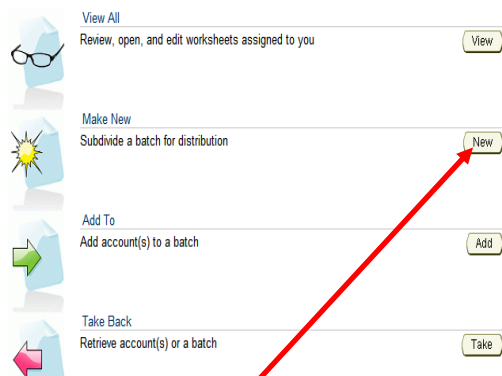 View All
Review, open, and edit worksheets assigned to you
View
Make New
Subdivide a batch for distribution
New
Add To
Add account(s) to a batch
Add
Take Back
Retrieve account(s) or a batch
Take